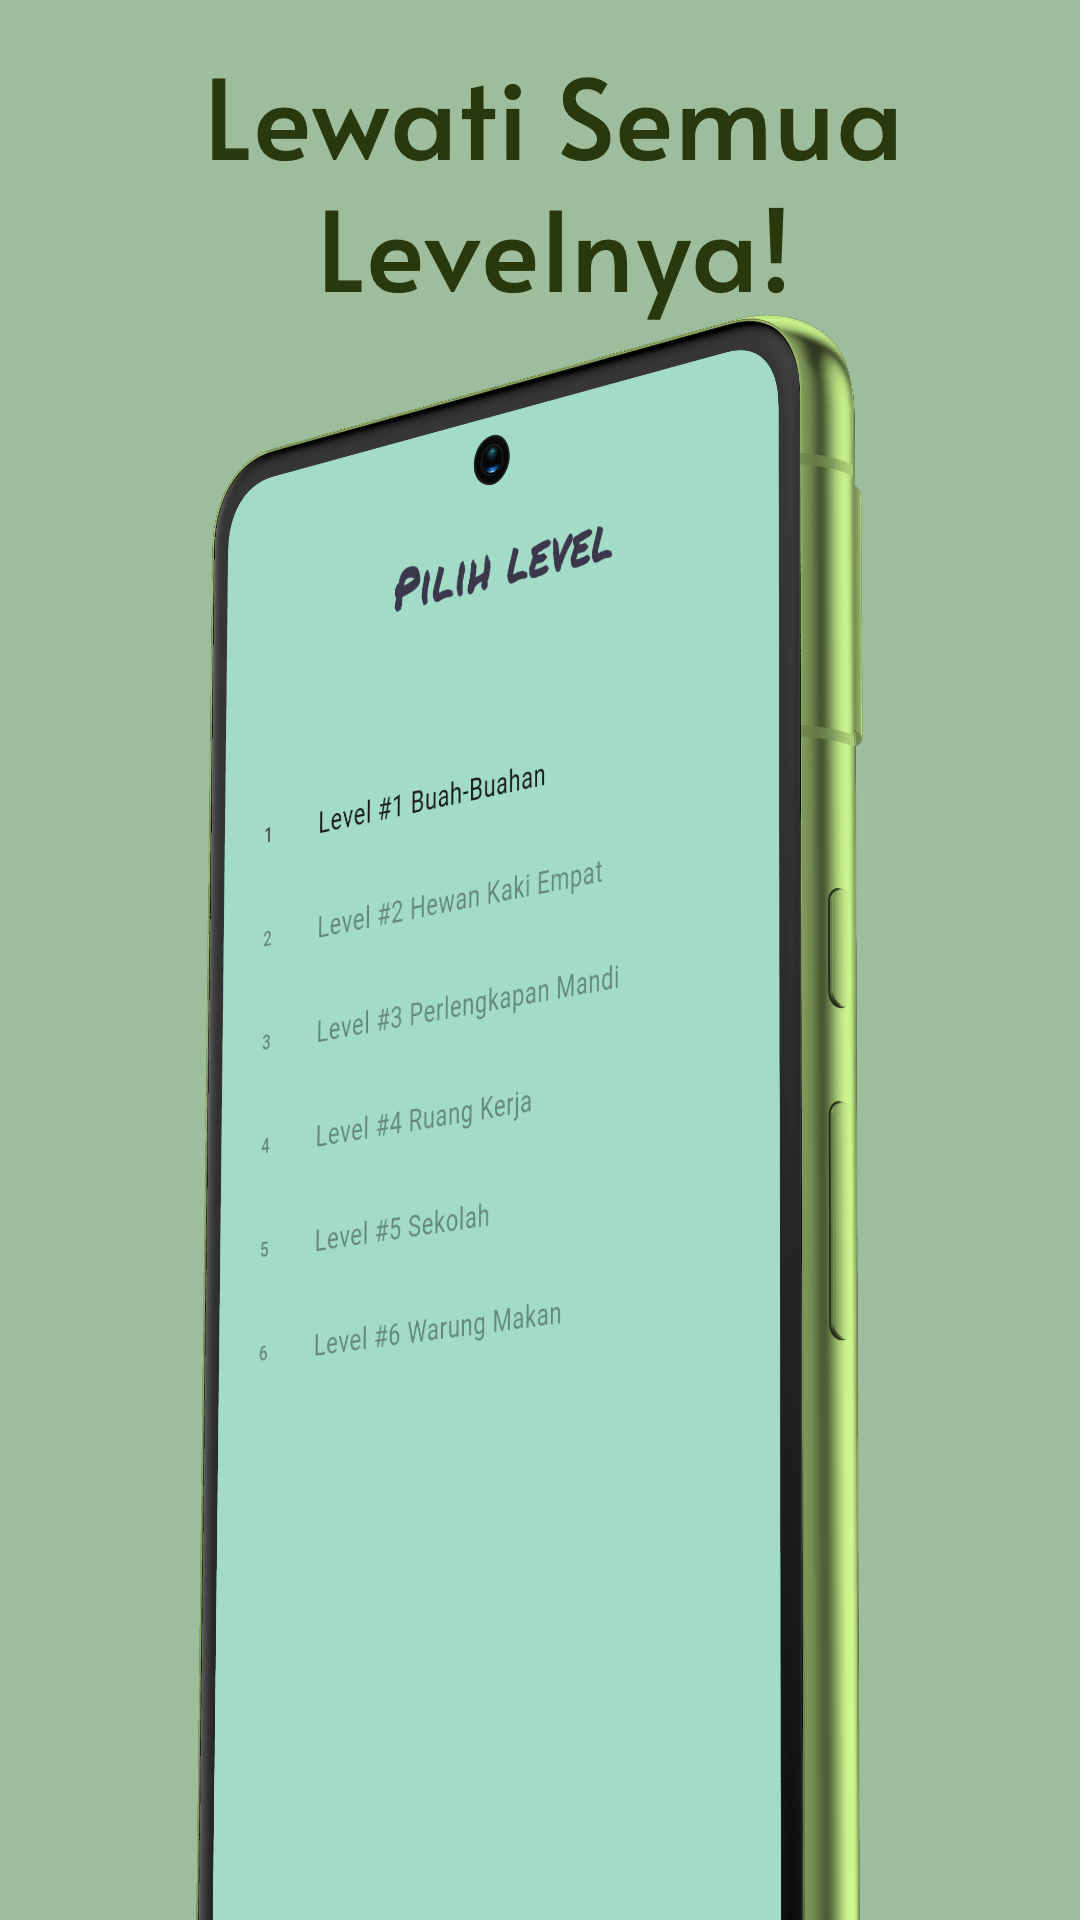 Lewati Semua
Levelnya!
PILIH LEVEL
1 Level #1 Buah-Buahan
2 Level #2 Hewan Kaki Empat
3 Level #3 Perlengkapan Mandi
4 Level #4 Ruang Kerja
5 Level #5 Sekolah
6 Level #6 Warung Makan